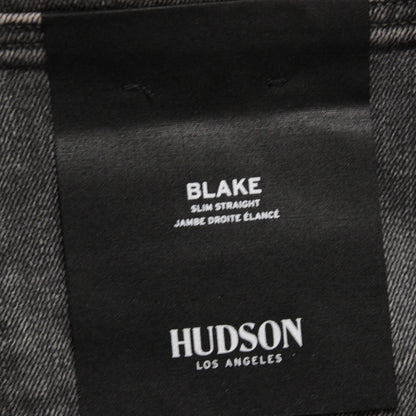 BLAKE
SLIM STRAIGHT
JAMBE DROITE ÉLANCÉ
HUDSON
LOS ANGELES